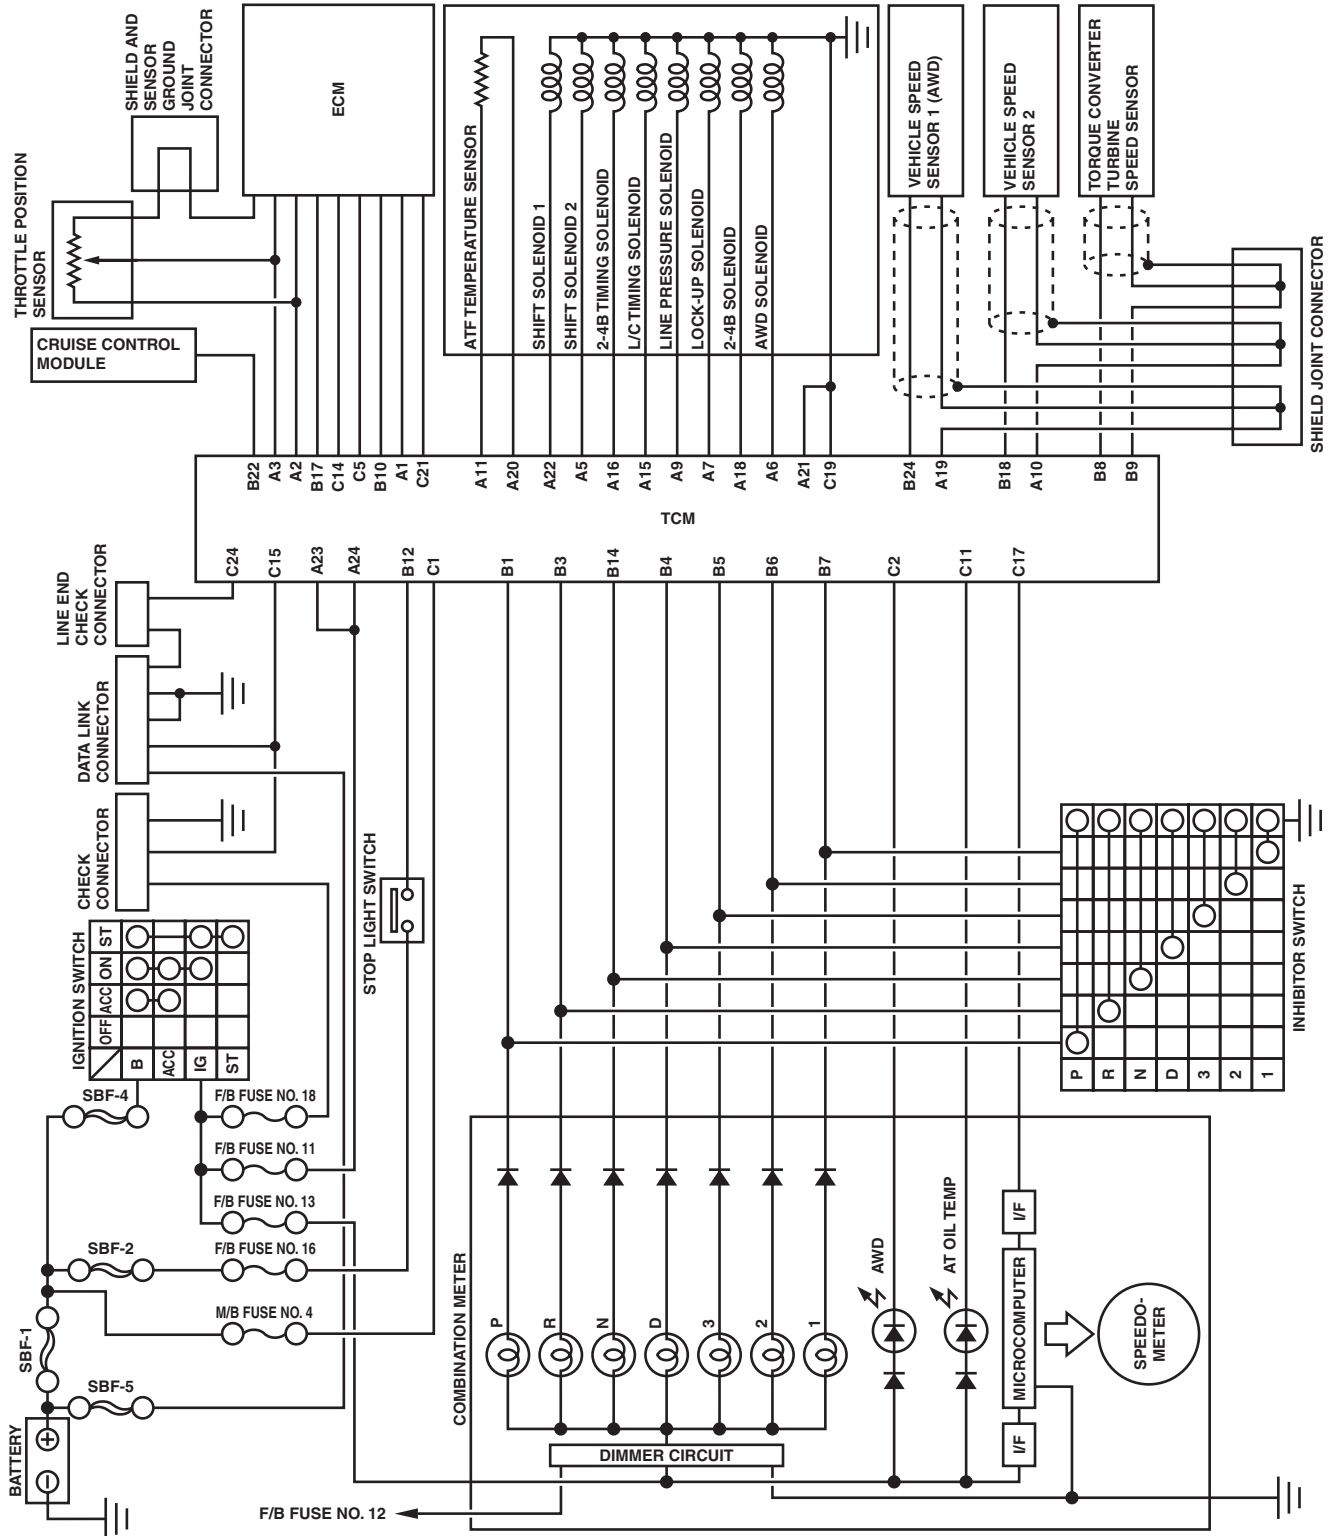 THROTTLE POSITION
SENSOR
SHIELD AND
SENSOR
GROUND
JOINT
CONNECTOR
ECM
CRUISE CONTROL
MODULE
ATF TEMPERATURE SENSOR
SHIFT SOLENOID 1
SHIFT SOLENOID 2
2-4B TIMING SOLENOID
L/C TIMING SOLENOID
LINE PRESSURE SOLENOID
LOCK-UP SOLENOID
2-4B SOLENOID
AWD SOLENOID
VEHICLE SPEED
SENSOR 1 (AWD)
VEHICLE SPEED
SENSOR 2
TORQUE CONVERTER
TURBINE
SPEED SENSOR
SHIELD JOINT CONNECTOR
B22
A3
A2
B17
C14
C5
B10
A1
C21
A11
A20
A22
A5
A16
A15
A9
A7
A18
A6
A21
C19
B24
A19
B18
A10
B8
B9
TCM
C24
C15
A23
A24
B12
C1
B1
B3
B14
B4
B5
B6
B7
C2
C11
C17
LINE END
CHECK
CONNECTOR
DATA LINK
CONNECTOR
CHECK
CONNECTOR
STOP LIGHT SWITCH
IGNITION SWITCH
OFF
ACC
ON
ST
B
ACC
IG
ST
INHIBITOR SWITCH
P
R
N
D
3
2
1
SBF-4
F/B FUSE NO. 18
F/B FUSE NO. 11
F/B FUSE NO. 13
SBF-2
F/B FUSE NO. 16
M/B FUSE NO. 4
SBF-1
SBF-5
BATTERY
COMBINATION METER
P
R
N
D
3
2
1
AWD
AT OIL TEMP
I/F
MICROCOMPUTER
I/F
SPEEDO-
METER
DIMMER CIRCUIT
F/B FUSE NO. 12